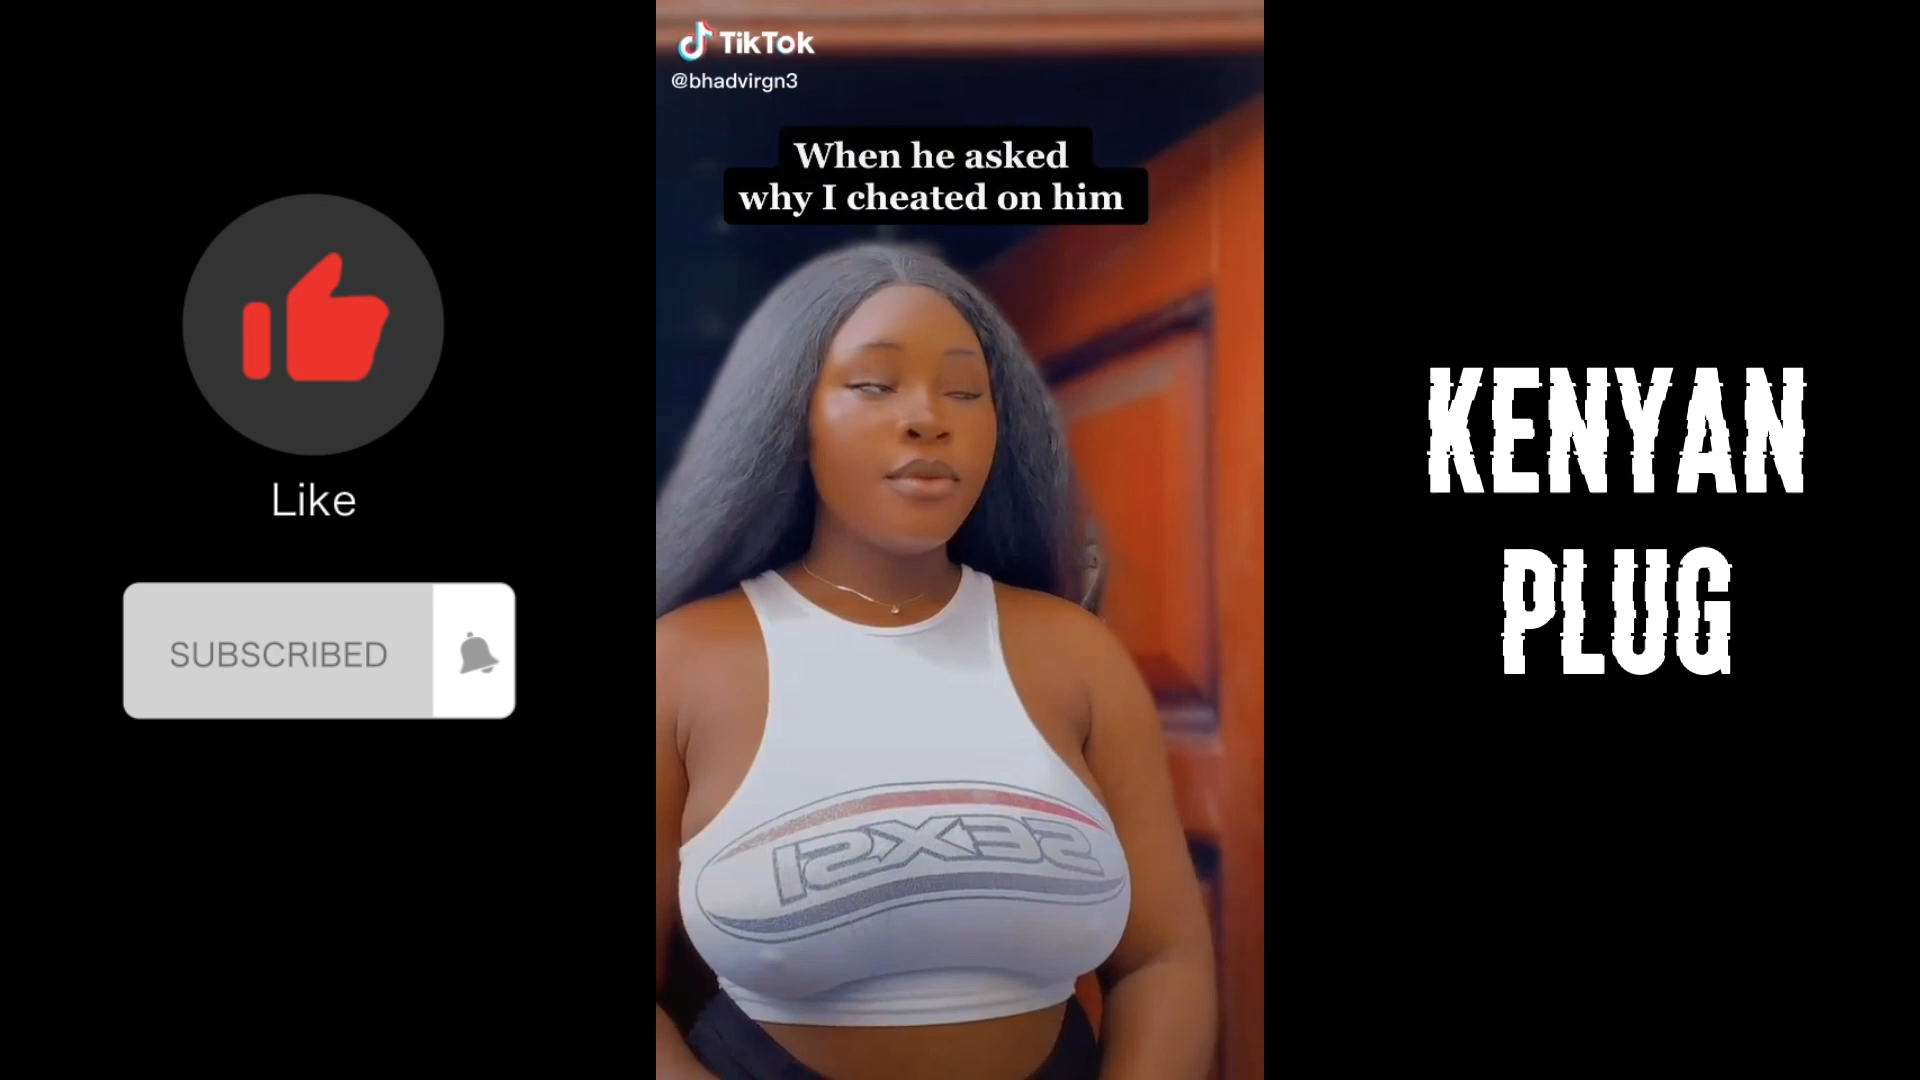 TikTok
@bhadvirgn3
When he asked
why I cheated on him
Like
SUBSCRIBED
KENYAN
PLUG